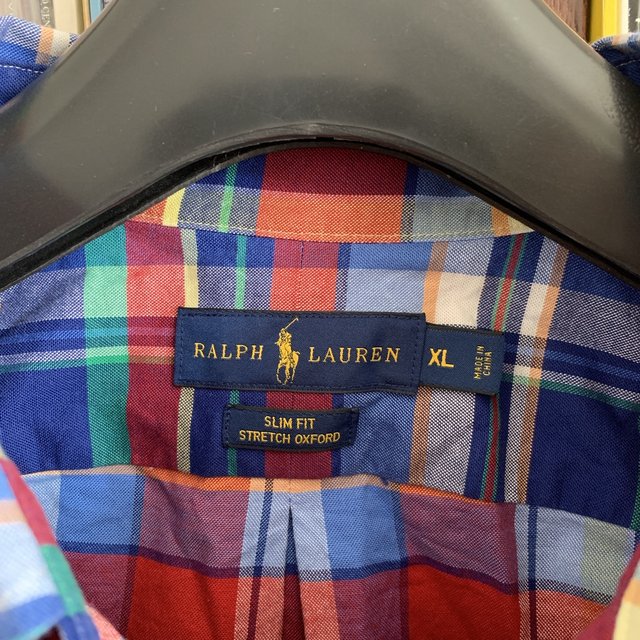 RALPH LAUREN
XL
MADE IN
CHINA
SLIM FIT
STRETCH OXFORD